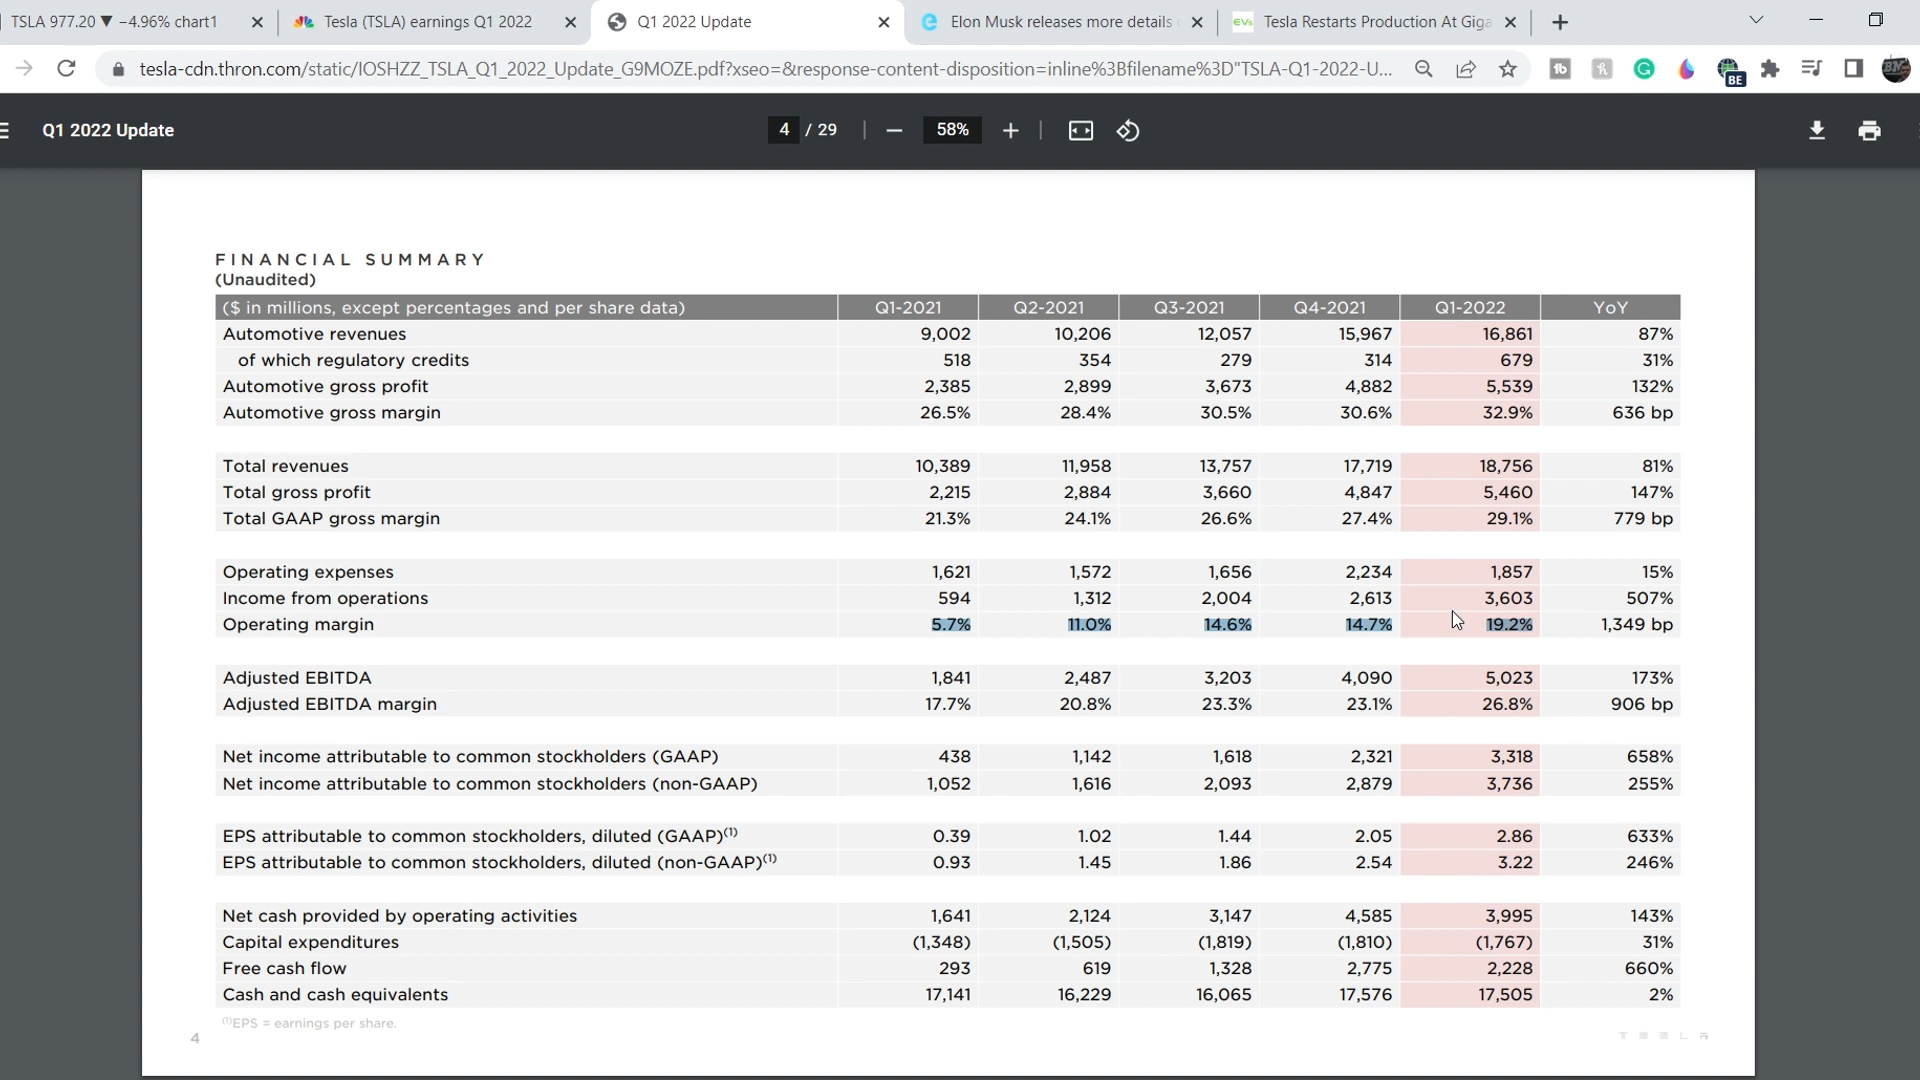 TSLA 977.20 ▼ −4.96% chart1
Tesla (TSLA) earnings Q1 2022
Q1 2022 Update
Elon Musk releases more details
Tesla Restarts Production At Giga
tesla-cdn.thron.com/static/IOSHZZ_TSLA_Q1_2022_Update_G9MOZE.pdf?xseo=&response-content-disposition=inline%3Bfilename%3D"TSLA-Q1-2022-U...
BE
Q1 2022 Update
4 / 29
58%
FINANCIAL SUMMARY
(Unaudited)
($ in millions, except percentages and per share data) Q1-2021 Q2-2021 Q3-2021 Q4-2021 Q1-2022 YoY
Automotive revenues 9,002 10,206 12,057 15,967 16,861 87%
of which regulatory credits 518 354 279 314 679 31%
Automotive gross profit 2,385 2,899 3,673 4,882 5,539 132%
Automotive gross margin 26.5% 28.4% 30.5% 30.6% 32.9% 636 bp
Total revenues 10,389 11,958 13,757 17,719 18,756 81%
Total gross profit 2,215 2,884 3,660 4,847 5,460 147%
Total GAAP gross margin 21.3% 24.1% 26.6% 27.4% 29.1% 779 bp
Operating expenses 1,621 1,572 1,656 2,234 1,857 15%
Income from operations 594 1,312 2,004 2,613 3,603 507%
Operating margin 5.7% 11.0% 14.6% 14.7% 19.2% 1,349 bp
Adjusted EBITDA 1,841 2,487 3,203 4,090 5,023 173%
Adjusted EBITDA margin 17.7% 20.8% 23.3% 23.1% 26.8% 906 bp
Net income attributable to common stockholders (GAAP) 438 1,142 1,618 2,321 3,318 658%
Net income attributable to common stockholders (non-GAAP) 1,052 1,616 2,093 2,879 3,736 255%
EPS attributable to common stockholders, diluted (GAAP)⁽¹⁾ 0.39 1.02 1.44 2.05 2.86 633%
EPS attributable to common stockholders, diluted (non-GAAP)⁽¹⁾ 0.93 1.45 1.86 2.54 3.22 246%
Net cash provided by operating activities 1,641 2,124 3,147 4,585 3,995 143%
Capital expenditures (1,348) (1,505) (1,819) (1,810) (1,767) 31%
Free cash flow 293 619 1,328 2,775 2,228 660%
Cash and cash equivalents 17,141 16,229 16,065 17,576 17,505 2%
⁽¹⁾EPS = earnings per share.
4
TESLA